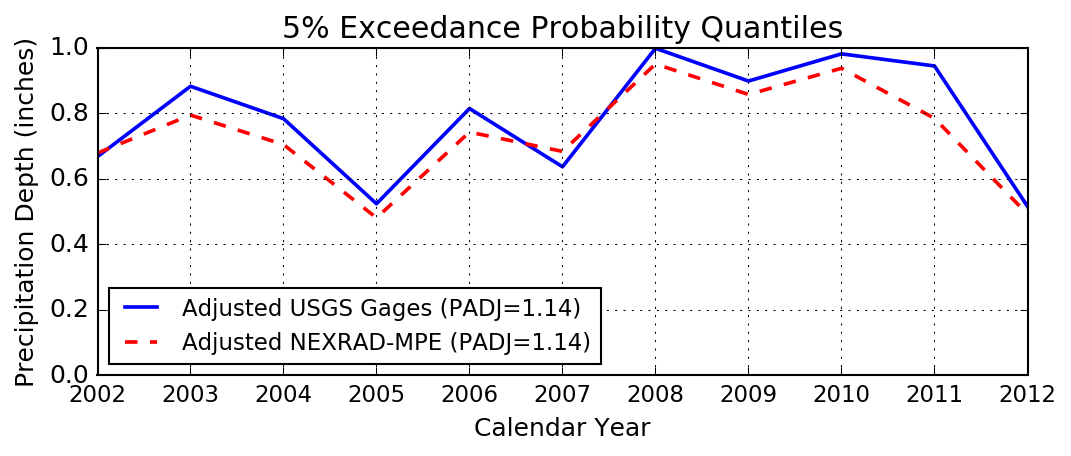 5% Exceedance Probability Quantiles
Precipitation Depth (inches)
1.0
0.8
0.6
0.4
0.2
0.0
Adjusted USGS Gages (PADJ=1.14)
Adjusted NEXRAD-MPE (PADJ=1.14)
2002 2003 2004 2005 2006 2007 2008 2009 2010 2011 2012
Calendar Year